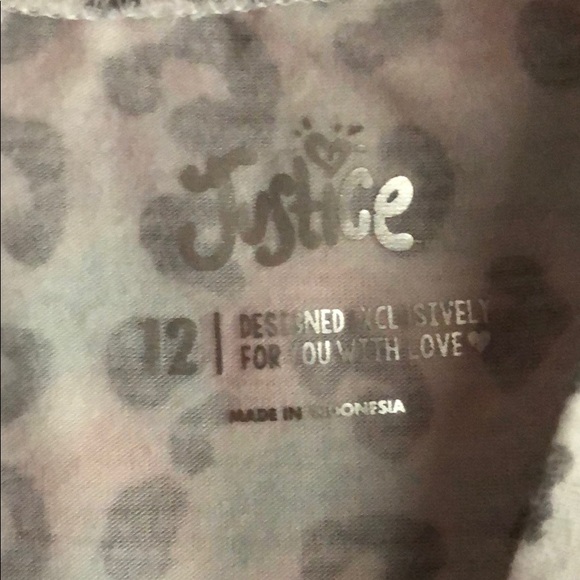 Justice
12 | DESIGNED EXCLUSIVELY
FOR YOU WITH LOVE ♥
MADE IN INDONESIA